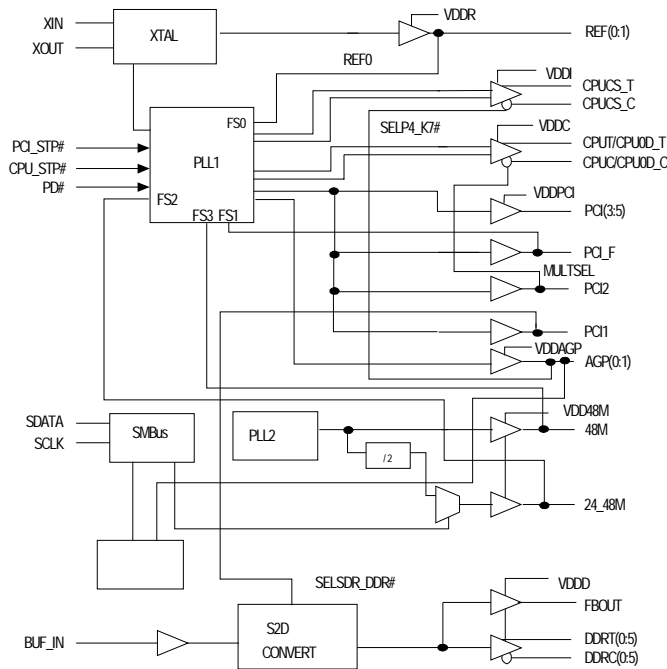 XIN
XOUT
XTAL
VDDR
REF(0:1)
REF0
VDDI
CPUCS_T
CPUCS_C
FS0
SELP4_K7#
VDDC
PCI_STP#
CPU_STP#
PD#
PLL1
CPUT/CPU0D_T
CPUC/CPU0D_C
FS2
FS3 FS1
VDDPCI
PCI(3:5)
PCI_F
MULTSEL
PCI2
PCI1
VDDAGP
AGP(0:1)
SDATA
SCLK
SMBus
PLL2
/2
VDD48M
48M
24_48M
SELSDR_DDR#
VDDD
FBOUT
BUF_IN
S2D
CONVERT
DDRT(0:5)
DDRC(0:5)